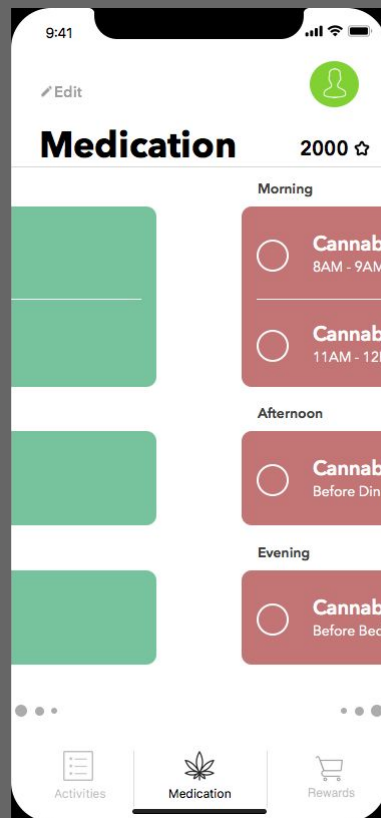 9:41
Edit
Medication
2000
Morning
Cannab
8AM - 9AM
Cannab
11AM - 12
Afternoon
Cannab
Before Din
Evening
Cannab
Before Bed
Activities
Medication
Rewards